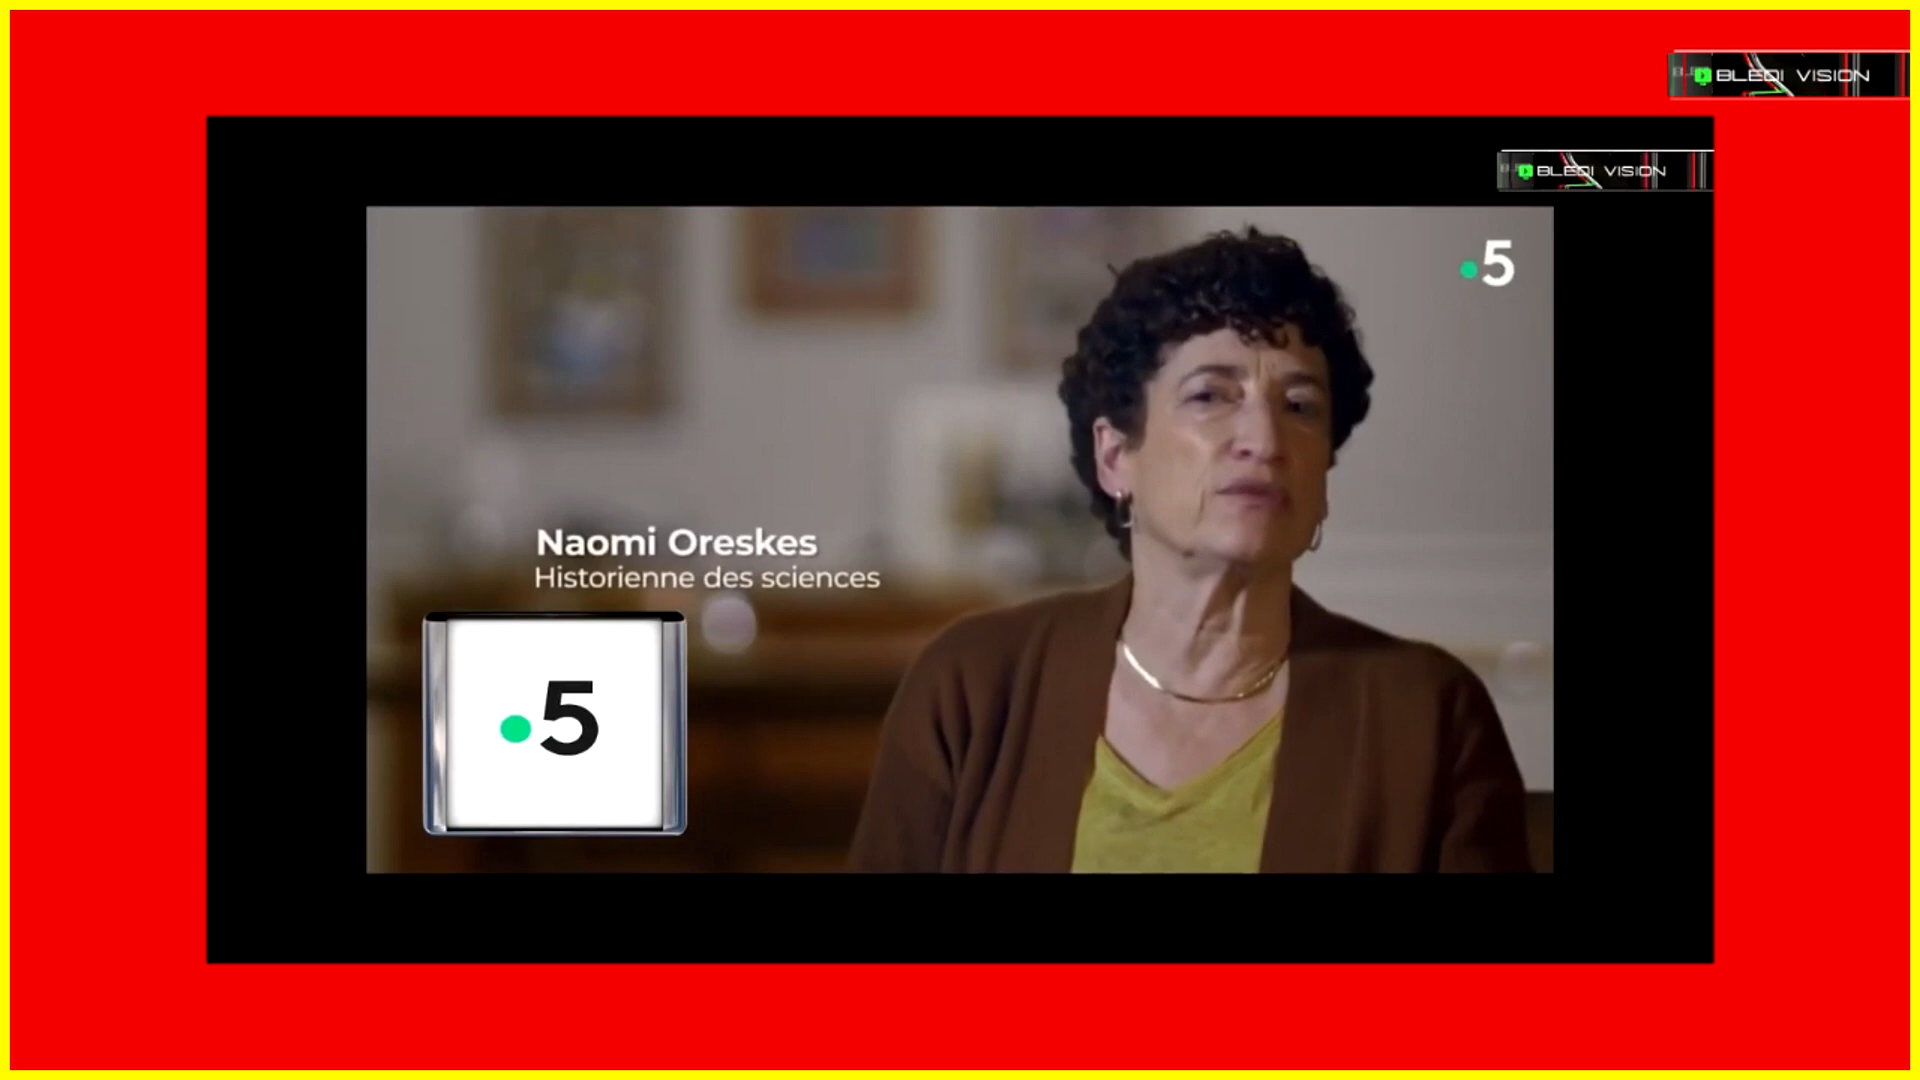 BLEDI VISION
BLEDI VISION
5
Naomi Oreskes
Historienne des sciences
5